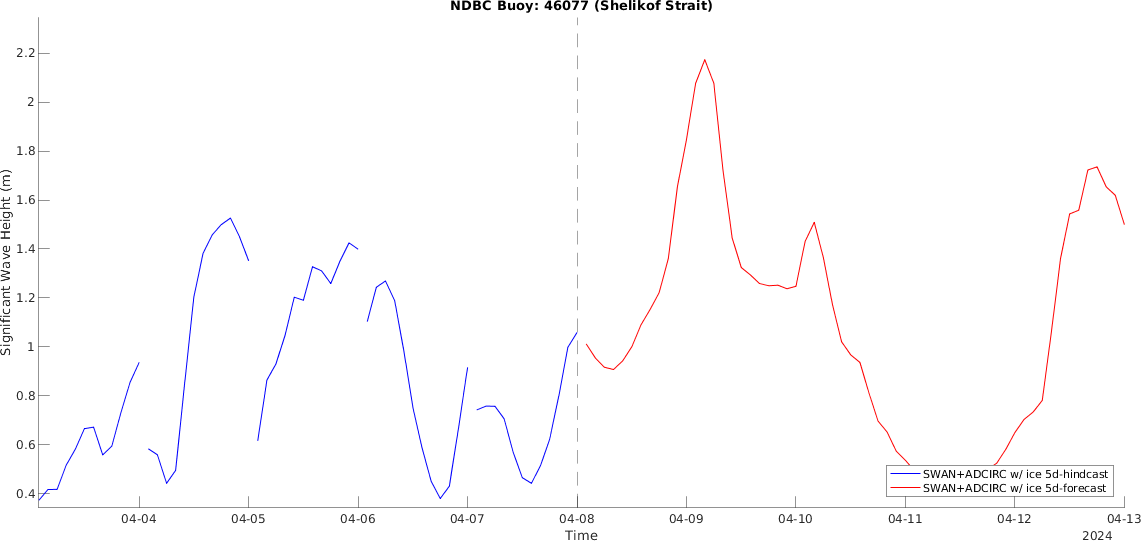 NDBC Buoy: 46077 (Shelikof Strait)
2.2
2
1.8
1.6
1.4
1.2
1
0.8
0.6
0.4
Significant Wave Height (m)
SWAN+ADCIRC w/ ice 5d-hindcast
SWAN+ADCIRC w/ ice 5d-forecast
04-04 04-05 04-06 04-07 04-08 04-09 04-10 04-11 04-12 04-13
Time
2024